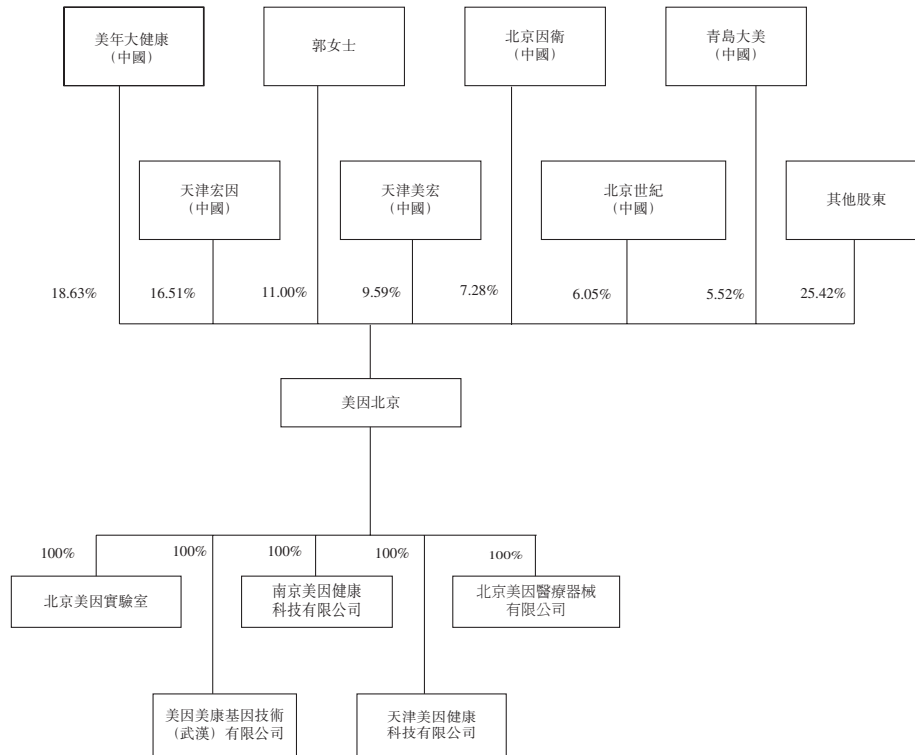 美年大健康
（中國）
郭女士
北京因衛
（中國）
青島大美
（中國）
天津宏因
（中國）
天津美宏
（中國）
北京世紀
（中國）
其他股東
18.63%
16.51%
11.00%
9.59%
7.28%
6.05%
5.52%
25.42%
美因北京
100%
100%
100%
100%
100%
北京美因實驗室
南京美因健康
科技有限公司
北京美因醫療器械
有限公司
美因美康基因技術
（武漢）有限公司
天津美因健康
科技有限公司